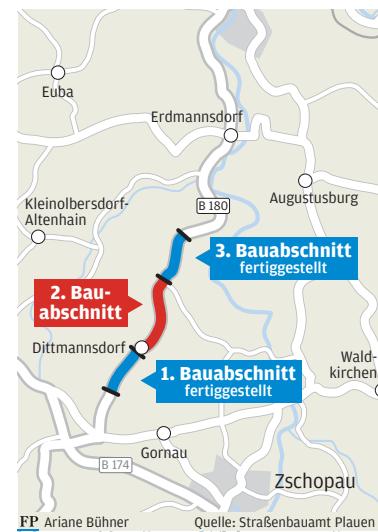 Euba
Erdmannsdorf
Augustusburg
Kleinolbersdorf-
Altenhain
B 180
3. Bauabschnitt
fertiggestellt
2. Bau-
abschnitt
Dittmannsdorf
1. Bauabschnitt
fertiggestellt
Wald-
kirchen
Gornau
B 174
Zschopau
FP Ariane Bühner
Quelle: Straßenbauamt Plauen